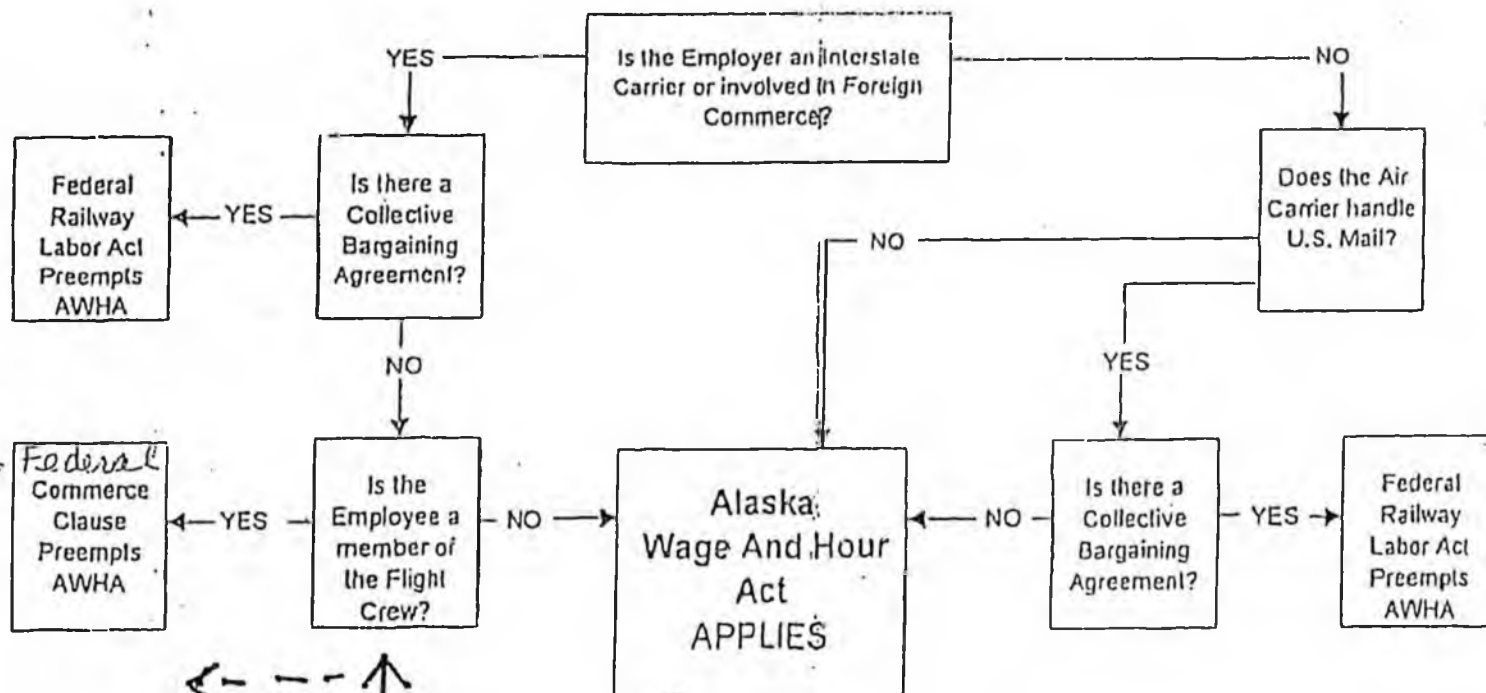 Is the Employer an Interstate
Carrier or involved in Foreign
Commerce?
YES
NO
Federal
Railway
Labor Act
Preempts
AWHA
YES
Is there a
Collective
Bargaining
Agreement?
Does the Air
Carrier handle
U.S. Mail?
NO
NO
YES
Federal
Commerce
Clause
Preempts
AWHA
YES
Is the
Employee a
member of
the Flight
Crew?
NO
Alaska
Wage And Hour
Act
APPLIES
NO
Is there a
Collective
Bargaining
Agreement?
YES
Federal
Railway
Labor Act
Preempts
AWHA